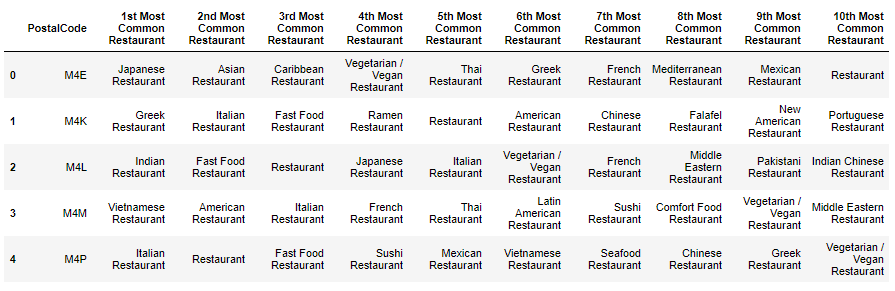 PostalCode 1st Most Common Restaurant 2nd Most Common Restaurant 3rd Most Common Restaurant 4th Most Common Restaurant 5th Most Common Restaurant 6th Most Common Restaurant 7th Most Common Restaurant 8th Most Common Restaurant 9th Most Common Restaurant 10th Most Common Restaurant
0 M4E Japanese Restaurant Asian Restaurant Caribbean Restaurant Vegetarian / Vegan Restaurant Thai Restaurant Greek Restaurant French Restaurant Mediterranean Restaurant Mexican Restaurant Restaurant
1 M4K Greek Restaurant Italian Restaurant Fast Food Restaurant Ramen Restaurant Restaurant American Restaurant Chinese Restaurant Falafel Restaurant New American Restaurant Portuguese Restaurant
2 M4L Indian Restaurant Fast Food Restaurant Restaurant Japanese Restaurant Italian Restaurant Vegetarian / Vegan Restaurant French Restaurant Middle Eastern Restaurant Pakistani Restaurant Indian Chinese Restaurant
3 M4M Vietnamese Restaurant American Restaurant Italian Restaurant French Restaurant Thai Restaurant Latin American Restaurant Sushi Restaurant Comfort Food Restaurant Vegetarian / Vegan Restaurant Middle Eastern Restaurant
4 M4P Italian Restaurant Restaurant Fast Food Restaurant Sushi Restaurant Mexican Restaurant Vietnamese Restaurant Seafood Restaurant Chinese Restaurant Greek Restaurant Vegetarian / Vegan Restaurant